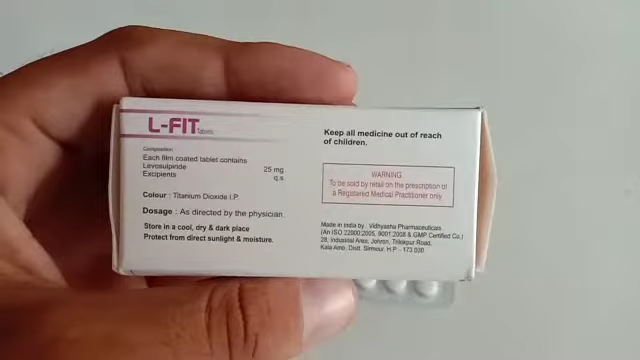 L-FIT Tablets
Composition
Each film coated tablet contains
Levosulpiride 25 mg
Excipients q.s
Colour : Titanium Dioxide I.P.
Dosage : As directed by the physician.
Store in a cool, dry & dark place
Protect from direct sunlight & moisture.
Keep all medicine out of reach
of children.
WARNING
To be sold by retail on the prescription of
a Registered Medical Practitioner only.
Made in India by : Vidhyasha Pharmaceuticals
(An ISO 22000:2005, 9001:2008 & GMP Certified Co.)
28, Industrial Area, Johron, Trilokpur Road,
Kala Amb. Distt. Sirmour. H.P - 173 030.